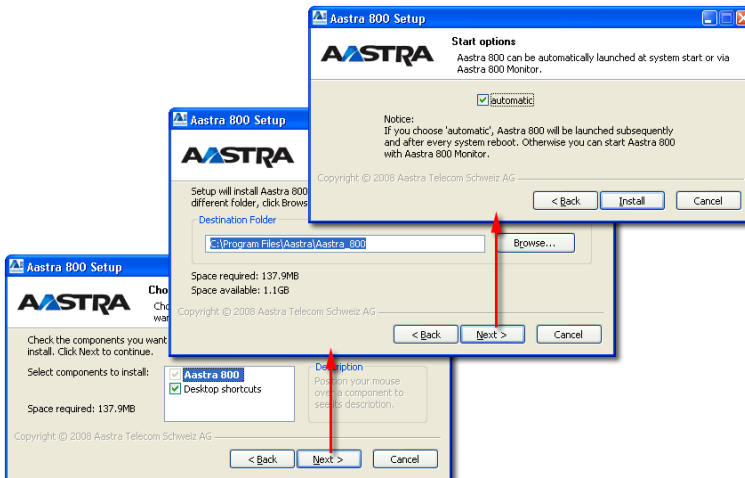 Aastra 800 Setup
AASTRA
Start options
Aastra 800 can be automatically launched at system start or via
Aastra 800 Monitor.
automatic
Notice:
If you choose 'automatic', Aastra 800 will be launched subsequently
and after every system reboot. Otherwise you can start Aastra 800
with Aastra 800 Monitor.
Copyright © 2008 Aastra Telecom Schweiz AG
< Back
Install
Cancel
Aastra 800 Setup
AASTRA
Setup will install Aastra 800
different folder, click Brows
Destination Folder
C:\Program Files\Aastra\Aastra_800
Browse...
Space required: 137.9MB
Space available: 1.1GB
Copyright © 2008 Aastra Telecom Schweiz AG
< Back
Next >
Cancel
Aastra 800 Setup
AASTRA
Cho
Cho
wan
Check the components you want
install. Click Next to continue.
Select components to install:
Aastra 800
Desktop shortcuts
Description
Position your mouse
over a component to
see its description.
Space required: 137.9MB
Copyright © 2008 Aastra Telecom Schweiz AG
< Back
Next >
Cancel